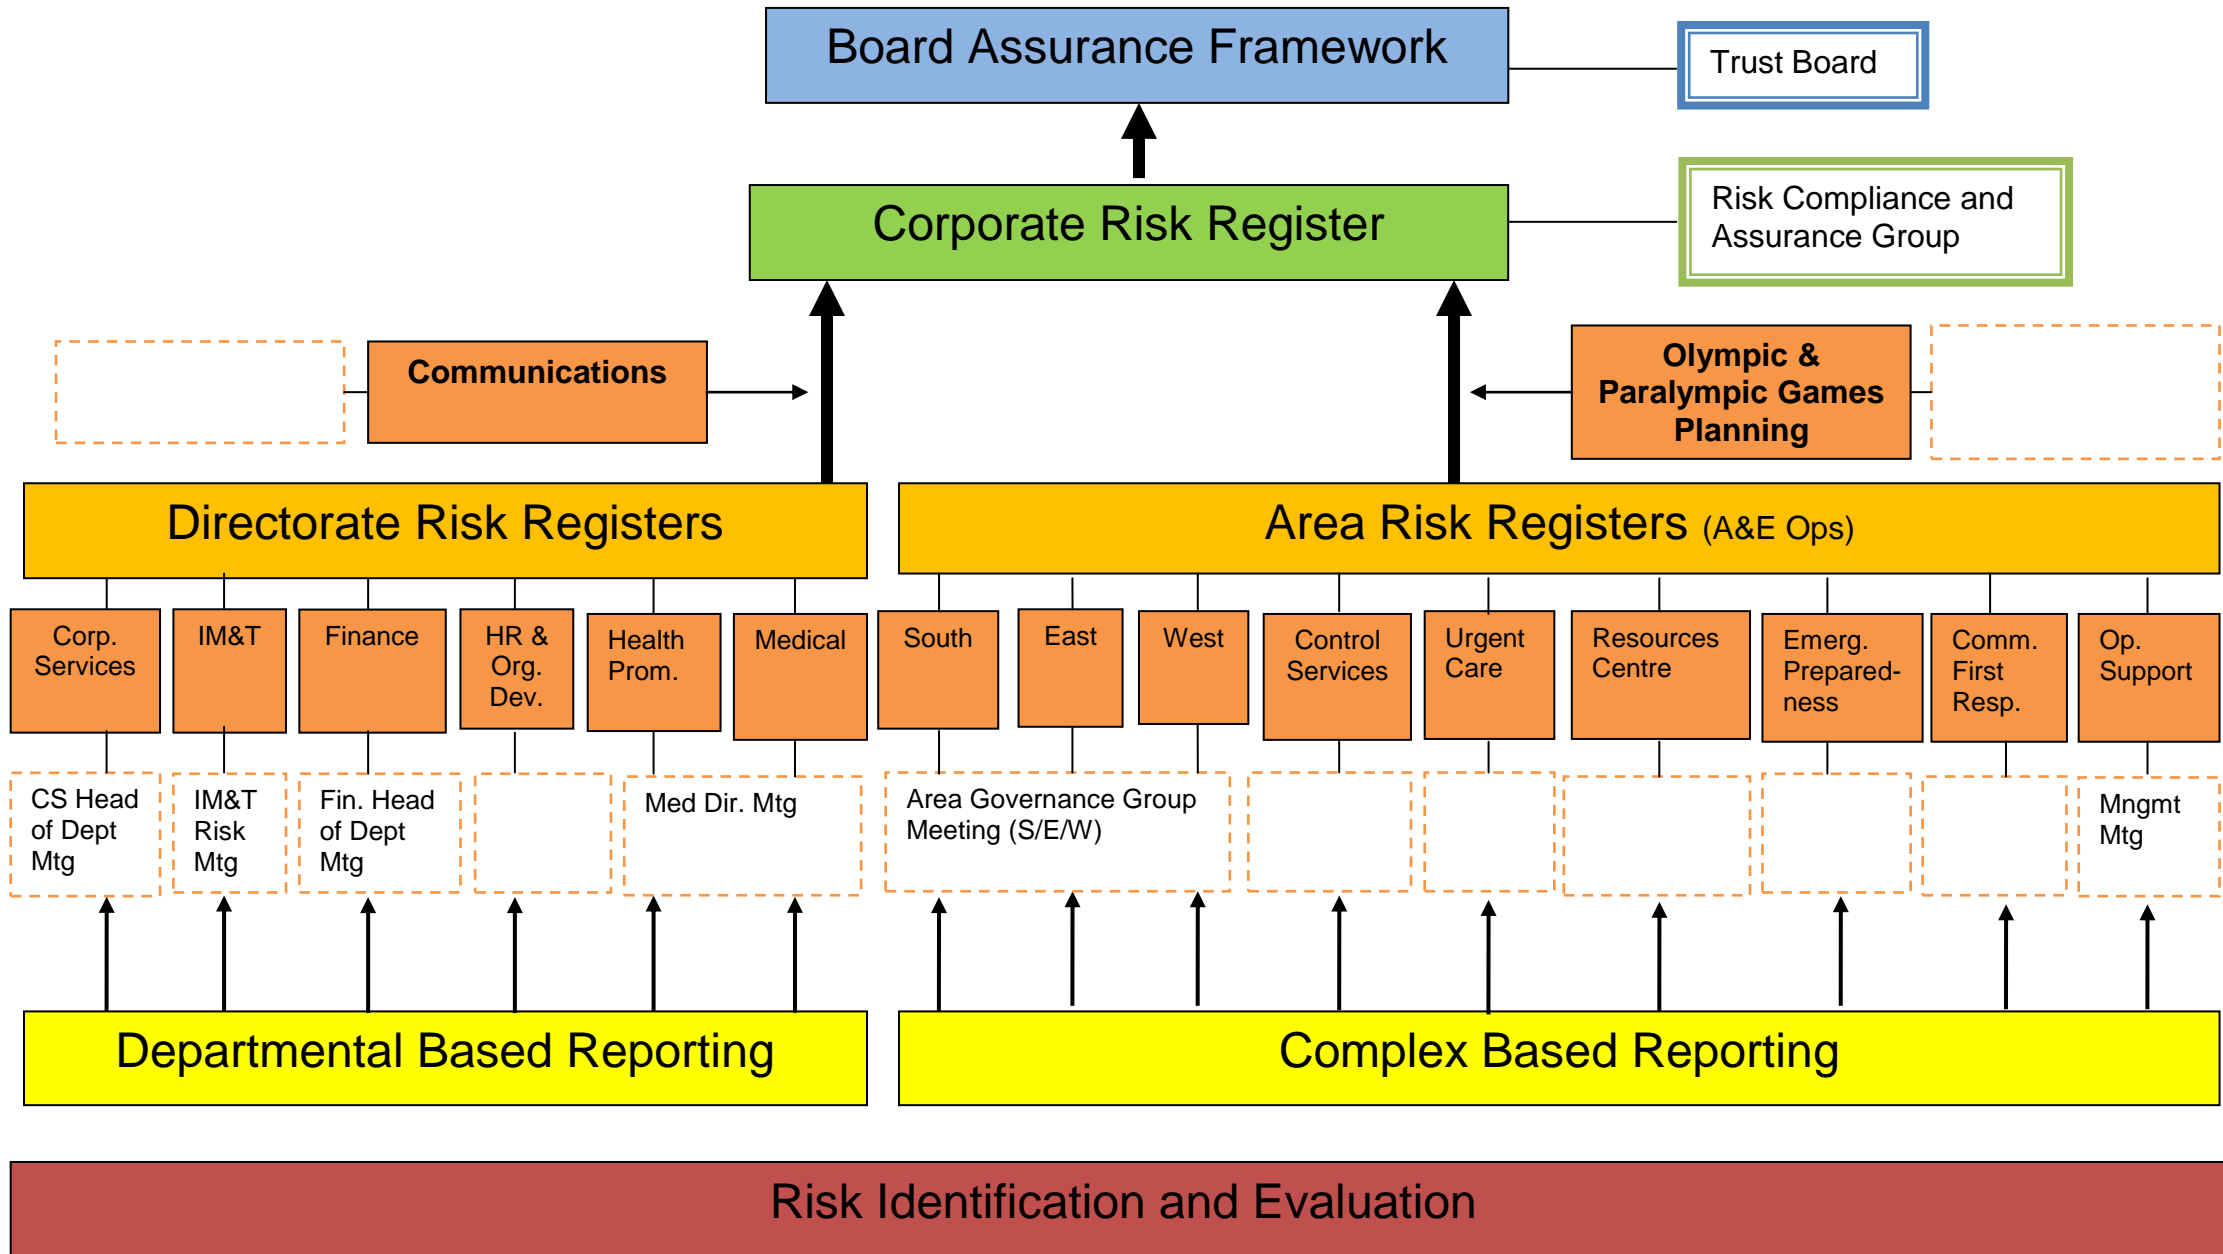 Board Assurance Framework
Trust Board
Corporate Risk Register
Risk Compliance and
Assurance Group
Communications
Olympic &
Paralympic Games
Planning
Directorate Risk Registers
Area Risk Registers (A&E Ops)
Corp.
Services
IM&T
Finance
HR &
Org.
Dev.
Health
Prom.
Medical
South
East
West
Control
Services
Urgent
Care
Resources
Centre
Emerg.
Prepared-
ness
Comm.
First
Resp.
Op.
Support
CS Head
of Dept
Mtg
IM&T
Risk
Mtg
Fin. Head
of Dept
Mtg
Med Dir. Mtg
Area Governance Group
Meeting (S/E/W)
Mngmt
Mtg
Departmental Based Reporting
Complex Based Reporting
Risk Identification and Evaluation